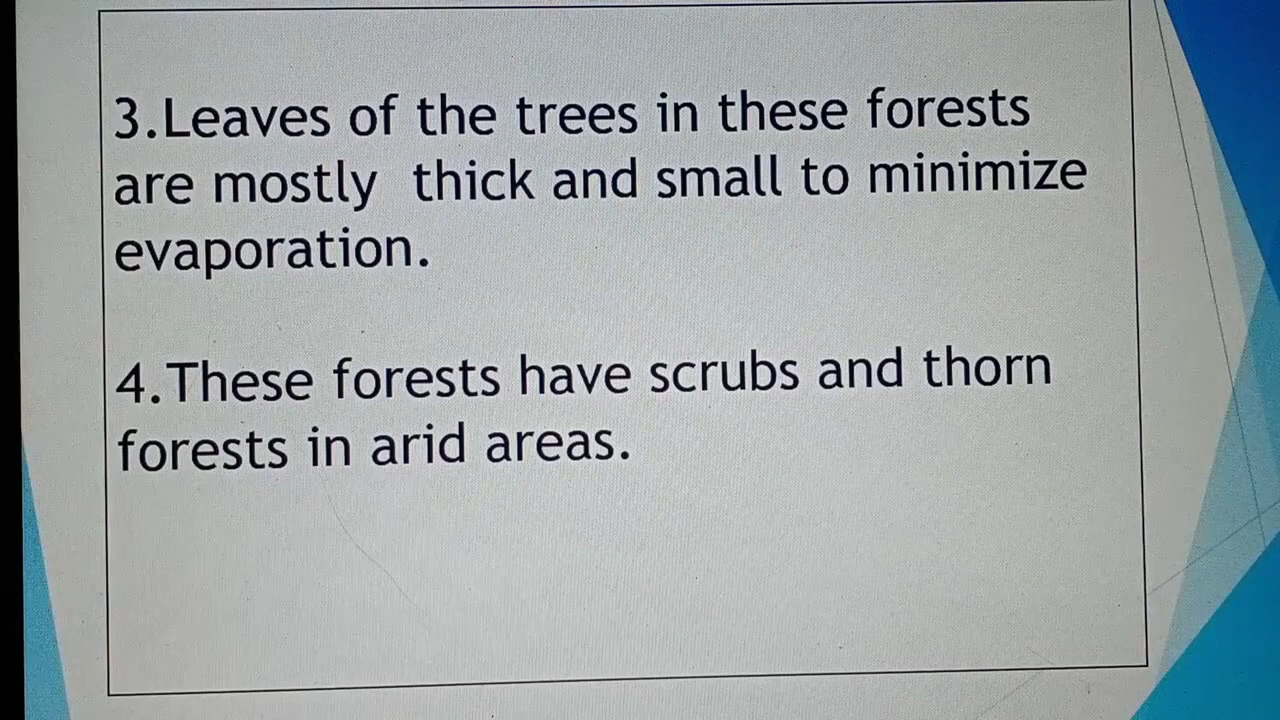 3.Leaves of the trees in these forests
are mostly thick and small to minimize
evaporation.
4.These forests have scrubs and thorn
forests in arid areas.